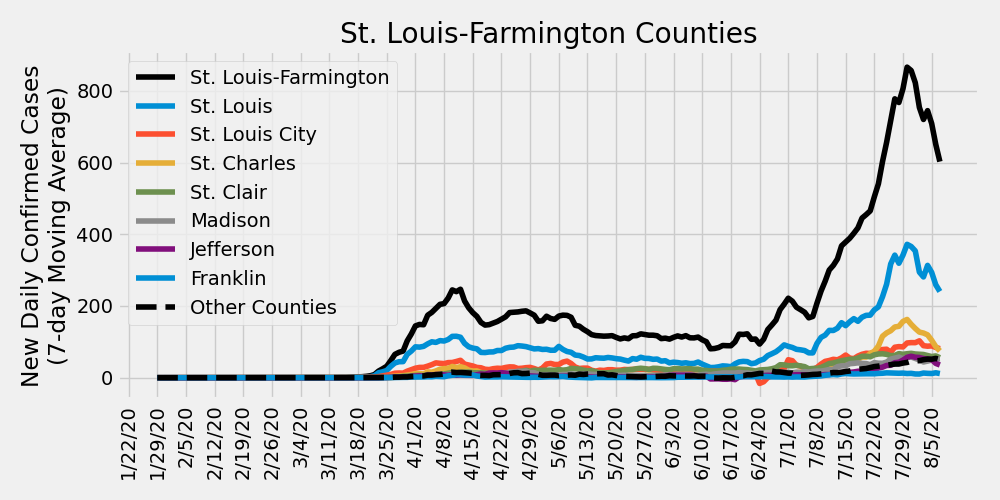 St. Louis-Farmington Counties
New Daily Confirmed Cases
(7-day Moving Average)
800
600
400
200
0
St. Louis-Farmington
St. Louis
St. Louis City
St. Charles
St. Clair
Madison
Jefferson
Franklin
Other Counties
1/22/20
1/29/20
2/5/20
2/12/20
2/19/20
2/26/20
3/4/20
3/11/20
3/18/20
3/25/20
4/1/20
4/8/20
4/15/20
4/22/20
4/29/20
5/6/20
5/13/20
5/20/20
5/27/20
6/3/20
6/10/20
6/17/20
6/24/20
7/1/20
7/8/20
7/15/20
7/22/20
7/29/20
8/5/20